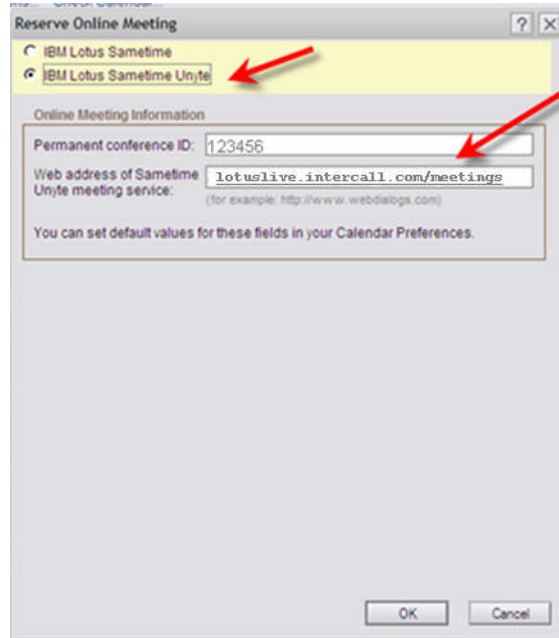 Check Calendar...
Reserve Online Meeting ? X
IBM Lotus Sametime
IBM Lotus Sametime Unyte
Online Meeting Information
Permanent conference ID: 123456
Web address of Sametime lotuslive.intercall.com/meetings
Unyte meeting service: (for example: http://www.webdialogs.com)
You can set default values for these fields in your Calendar Preferences.
OK Cancel